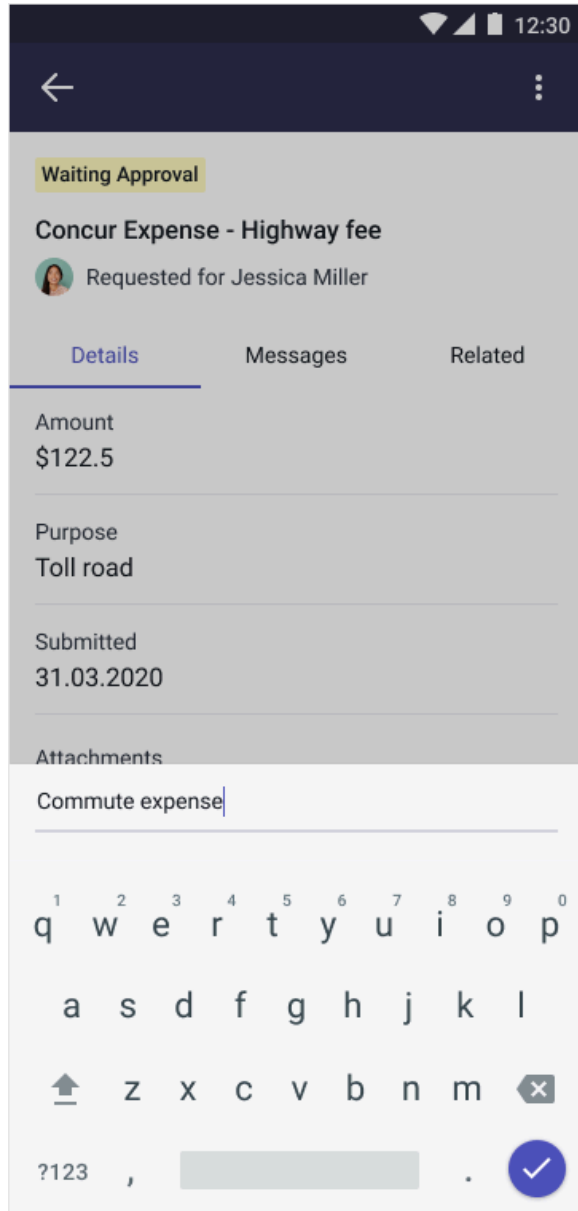 12:30
Waiting Approval
Concur Expense - Highway fee
Requested for Jessica Miller
Details Messages Related
Amount
$122.5
Purpose
Toll road
Submitted
31.03.2020
Attachments
Commute expense
1 2 3 4 5 6 7 8 9 0
q w e r t y u i o p
a s d f g h j k l
z x c v b n m
?123 , .